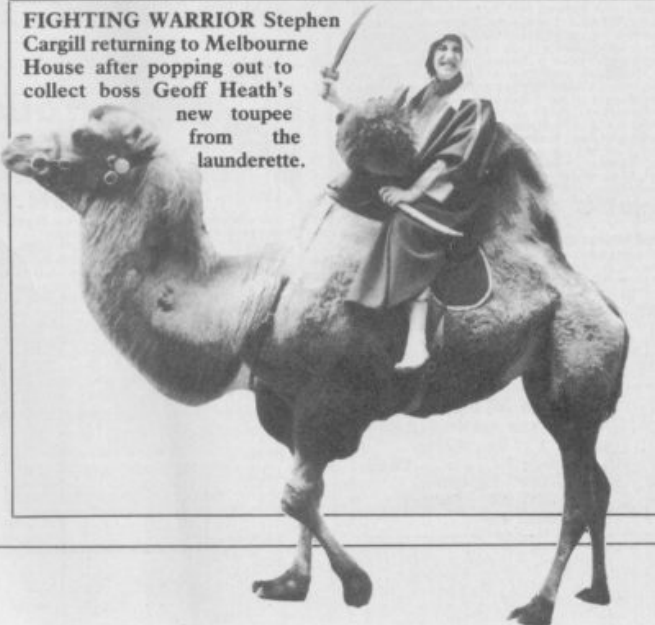 FIGHTING WARRIOR Stephen
Cargill returning to Melbourne
House after popping out to
collect boss Geoff Heath's
new toupee
from the
launderette.